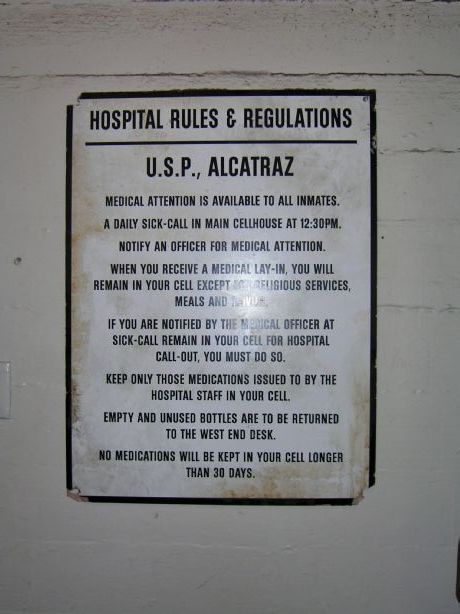 HOSPITAL RULES & REGULATIONS
U.S.P., ALCATRAZ
MEDICAL ATTENTION IS AVAILABLE TO ALL INMATES.
A DAILY SICK-CALL IN MAIN CELLHOUSE AT 12:30PM.
NOTIFY AN OFFICER FOR MEDICAL ATTENTION.
WHEN YOU RECEIVE A MEDICAL LAY-IN, YOU WILL
REMAIN IN YOUR CELL EXCEPT FOR RELIGIOUS SERVICES,
MEALS AND
IF YOU ARE NOTIFIED BY THE MEDICAL OFFICER AT
SICK-CALL REMAIN IN YOUR CELL FOR HOSPITAL
CALL-OUT, YOU MUST DO SO.
KEEP ONLY THOSE MEDICATIONS ISSUED TO BY THE
HOSPITAL STAFF IN YOUR CELL.
EMPTY AND UNUSED BOTTLES ARE TO BE RETURNED
TO THE WEST END DESK.
NO MEDICATIONS WILL BE KEPT IN YOUR CELL LONGER
THAN 30 DAYS.